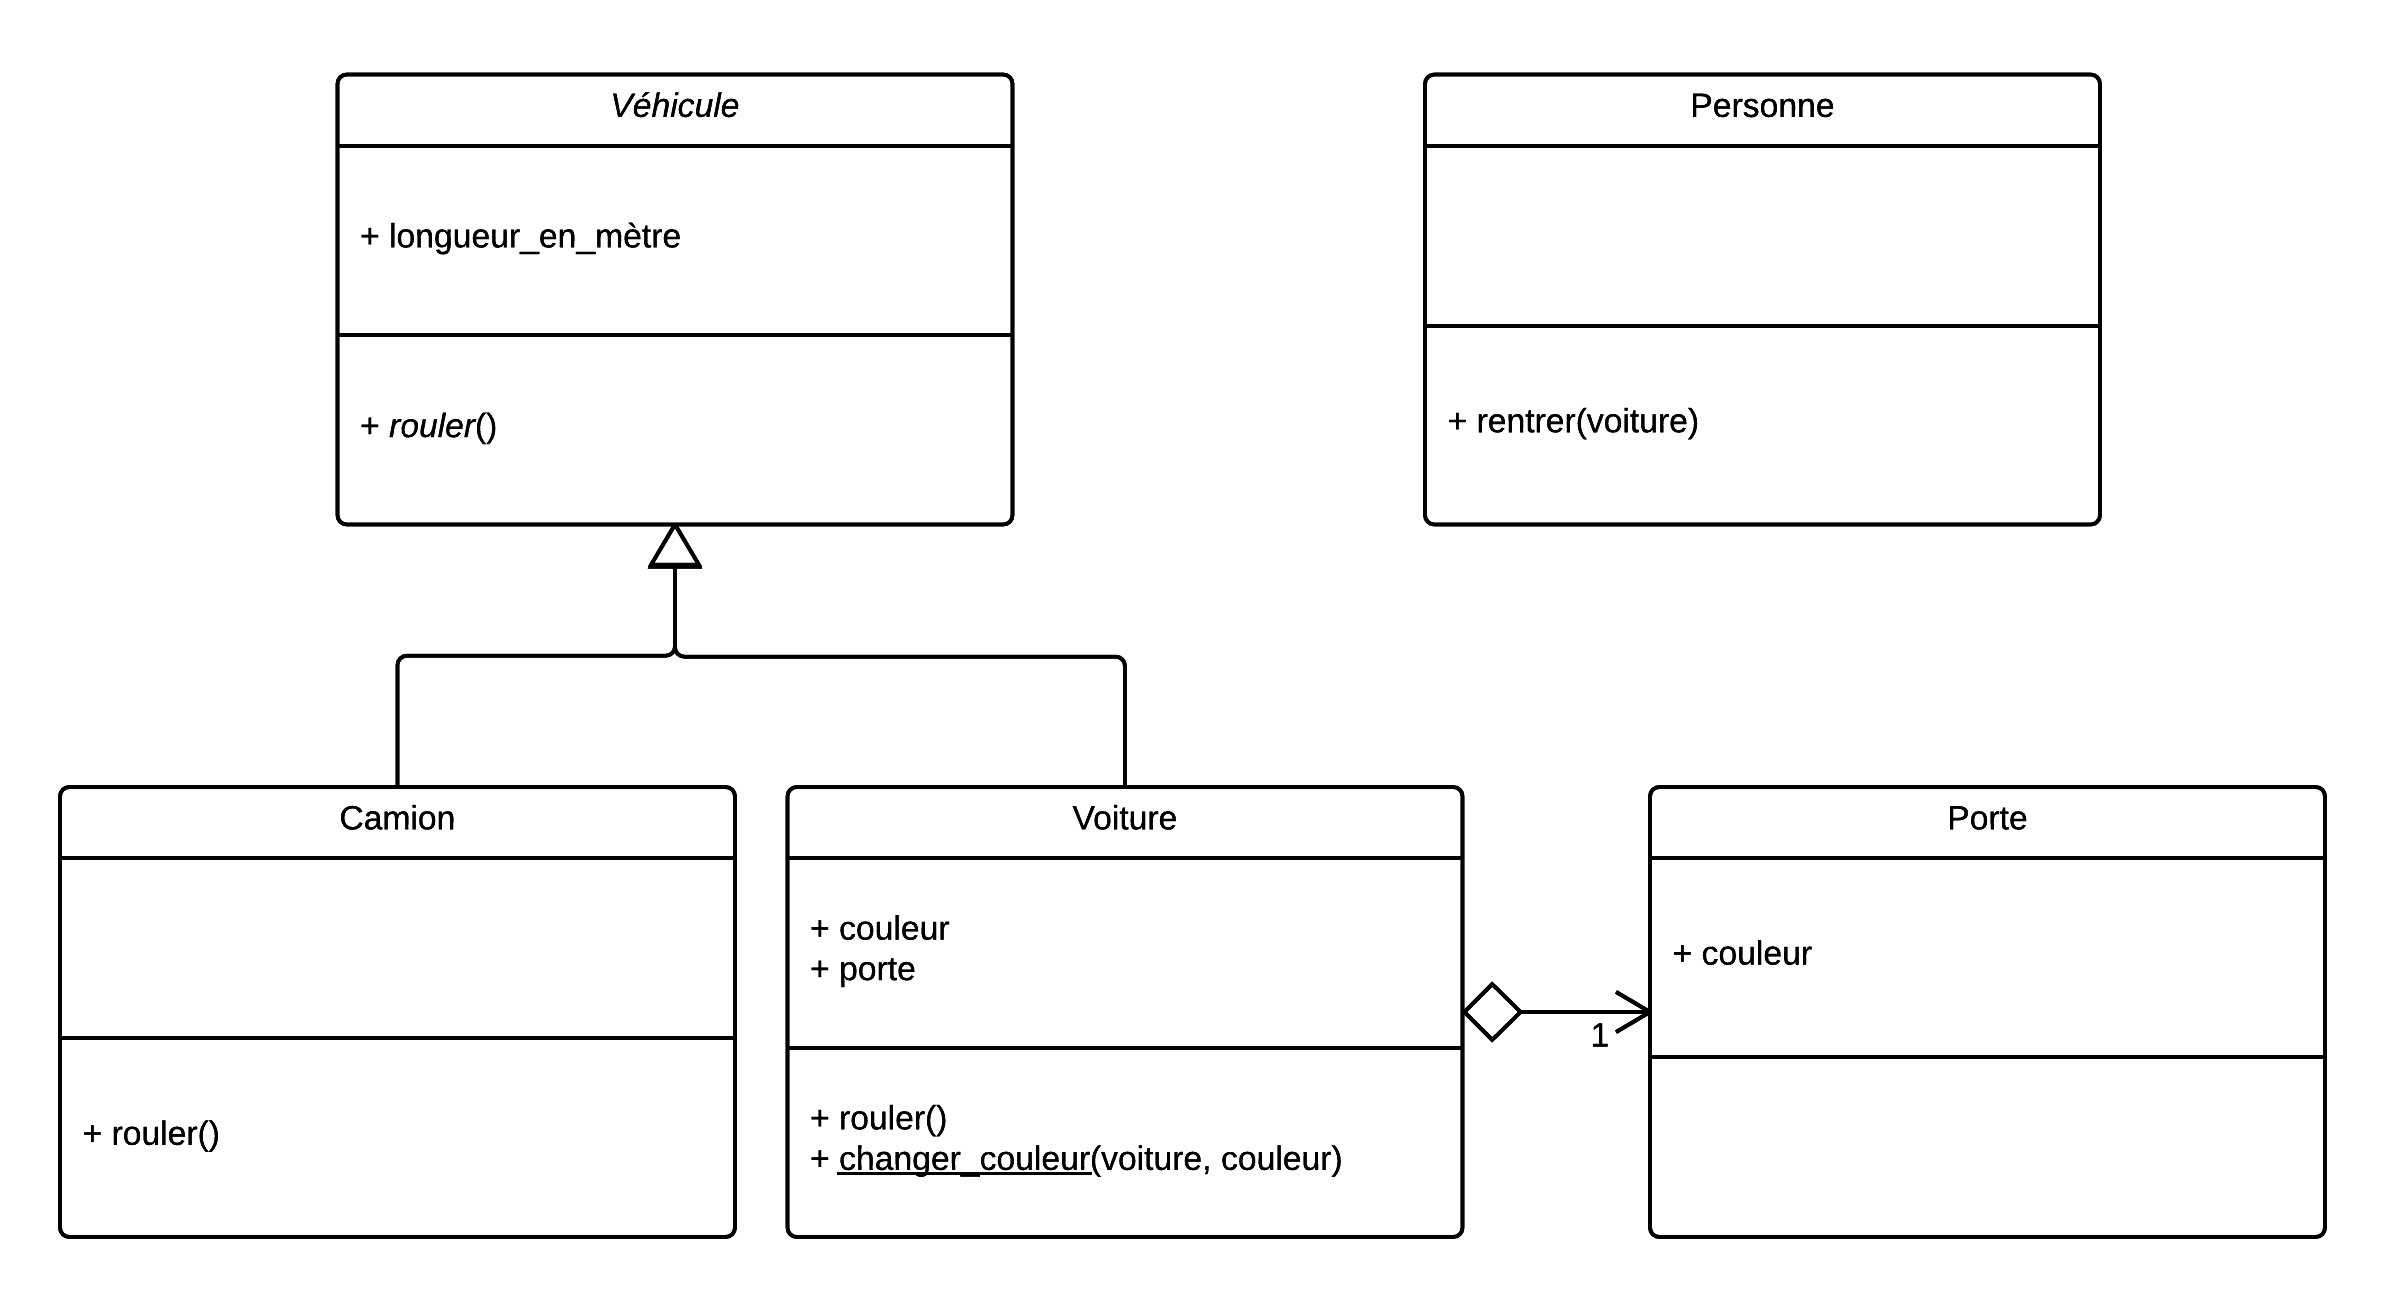 Véhicule
+ longueur_en_mètre
+ rouler()
Personne
+ rentrer(voiture)
Camion
+ rouler()
Voiture
+ couleur
+ porte
+ rouler()
+ changer_couleur(voiture, couleur)
1
Porte
+ couleur